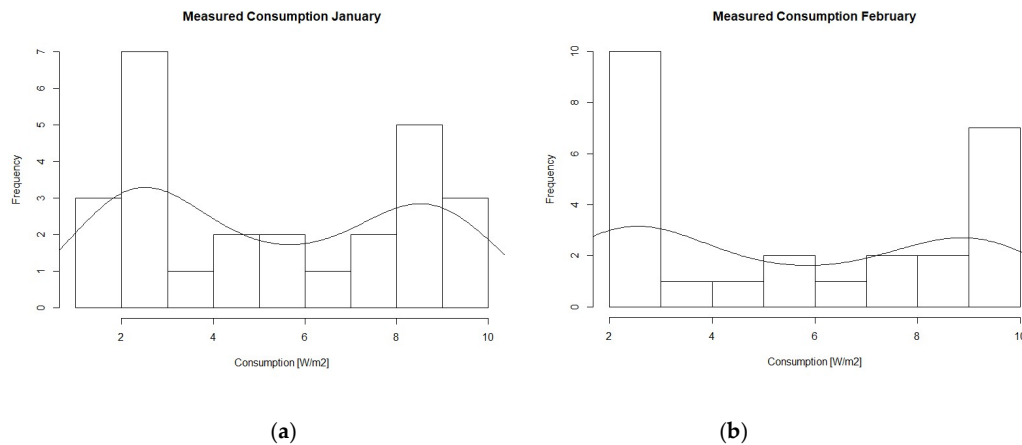 Measured Consumption January
Frequency
0
1
2
3
4
5
6
7
2 4 6 8 10
Consumption [W/m2]
(a)
Measured Consumption February
Frequency
0
2
4
6
8
10
2 4 6 8 10
Consumption [W/m2]
(b)